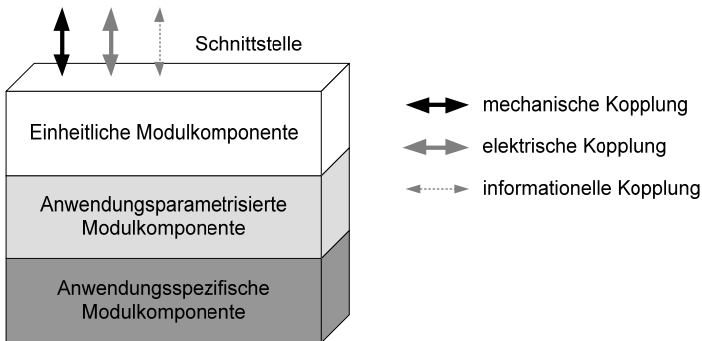 Schnittstelle
Einheitliche Modulkomponente
Anwendungsparametrisierte
Modulkomponente
Anwendungsspezifische
Modulkomponente
mechanische Kopplung
elektrische Kopplung
informationelle Kopplung